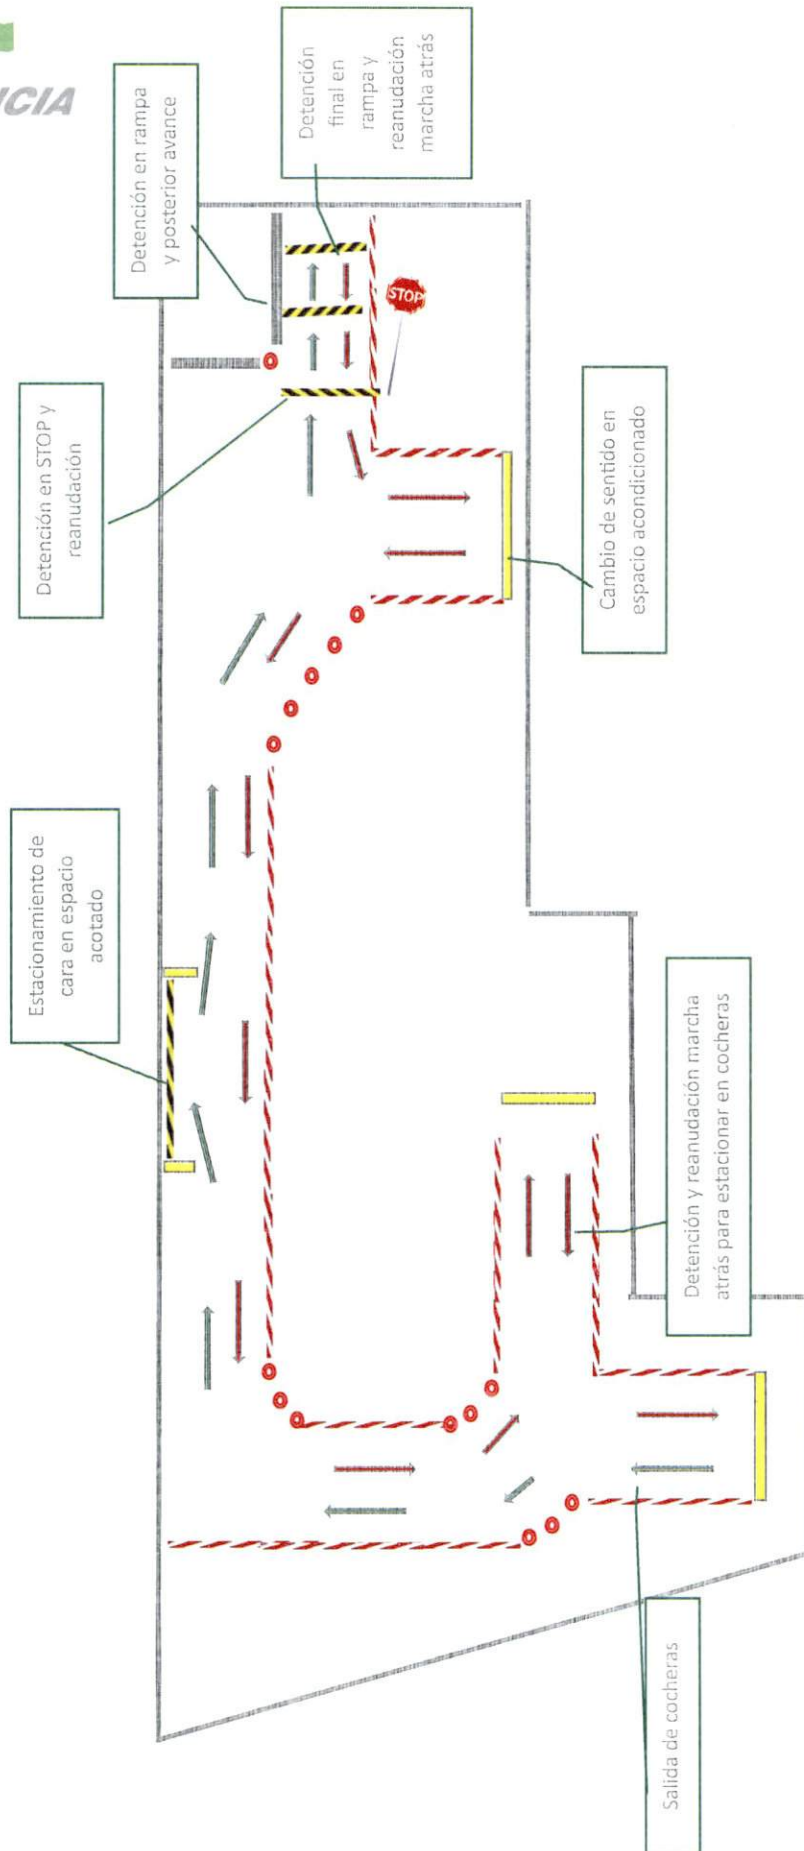 NCIA
Detención en rampa
y posterior avance
Detención
final en
rampa y
reanudación
marcha atrás
Detención en STOP y
reanudación
STOP
Cambio de sentido en
espacio acondicionado
Estacionamiento de
cara en espacio
acotado
Detención y reanudación marcha
atrás para estacionar en cocheras
Salida de cocheras